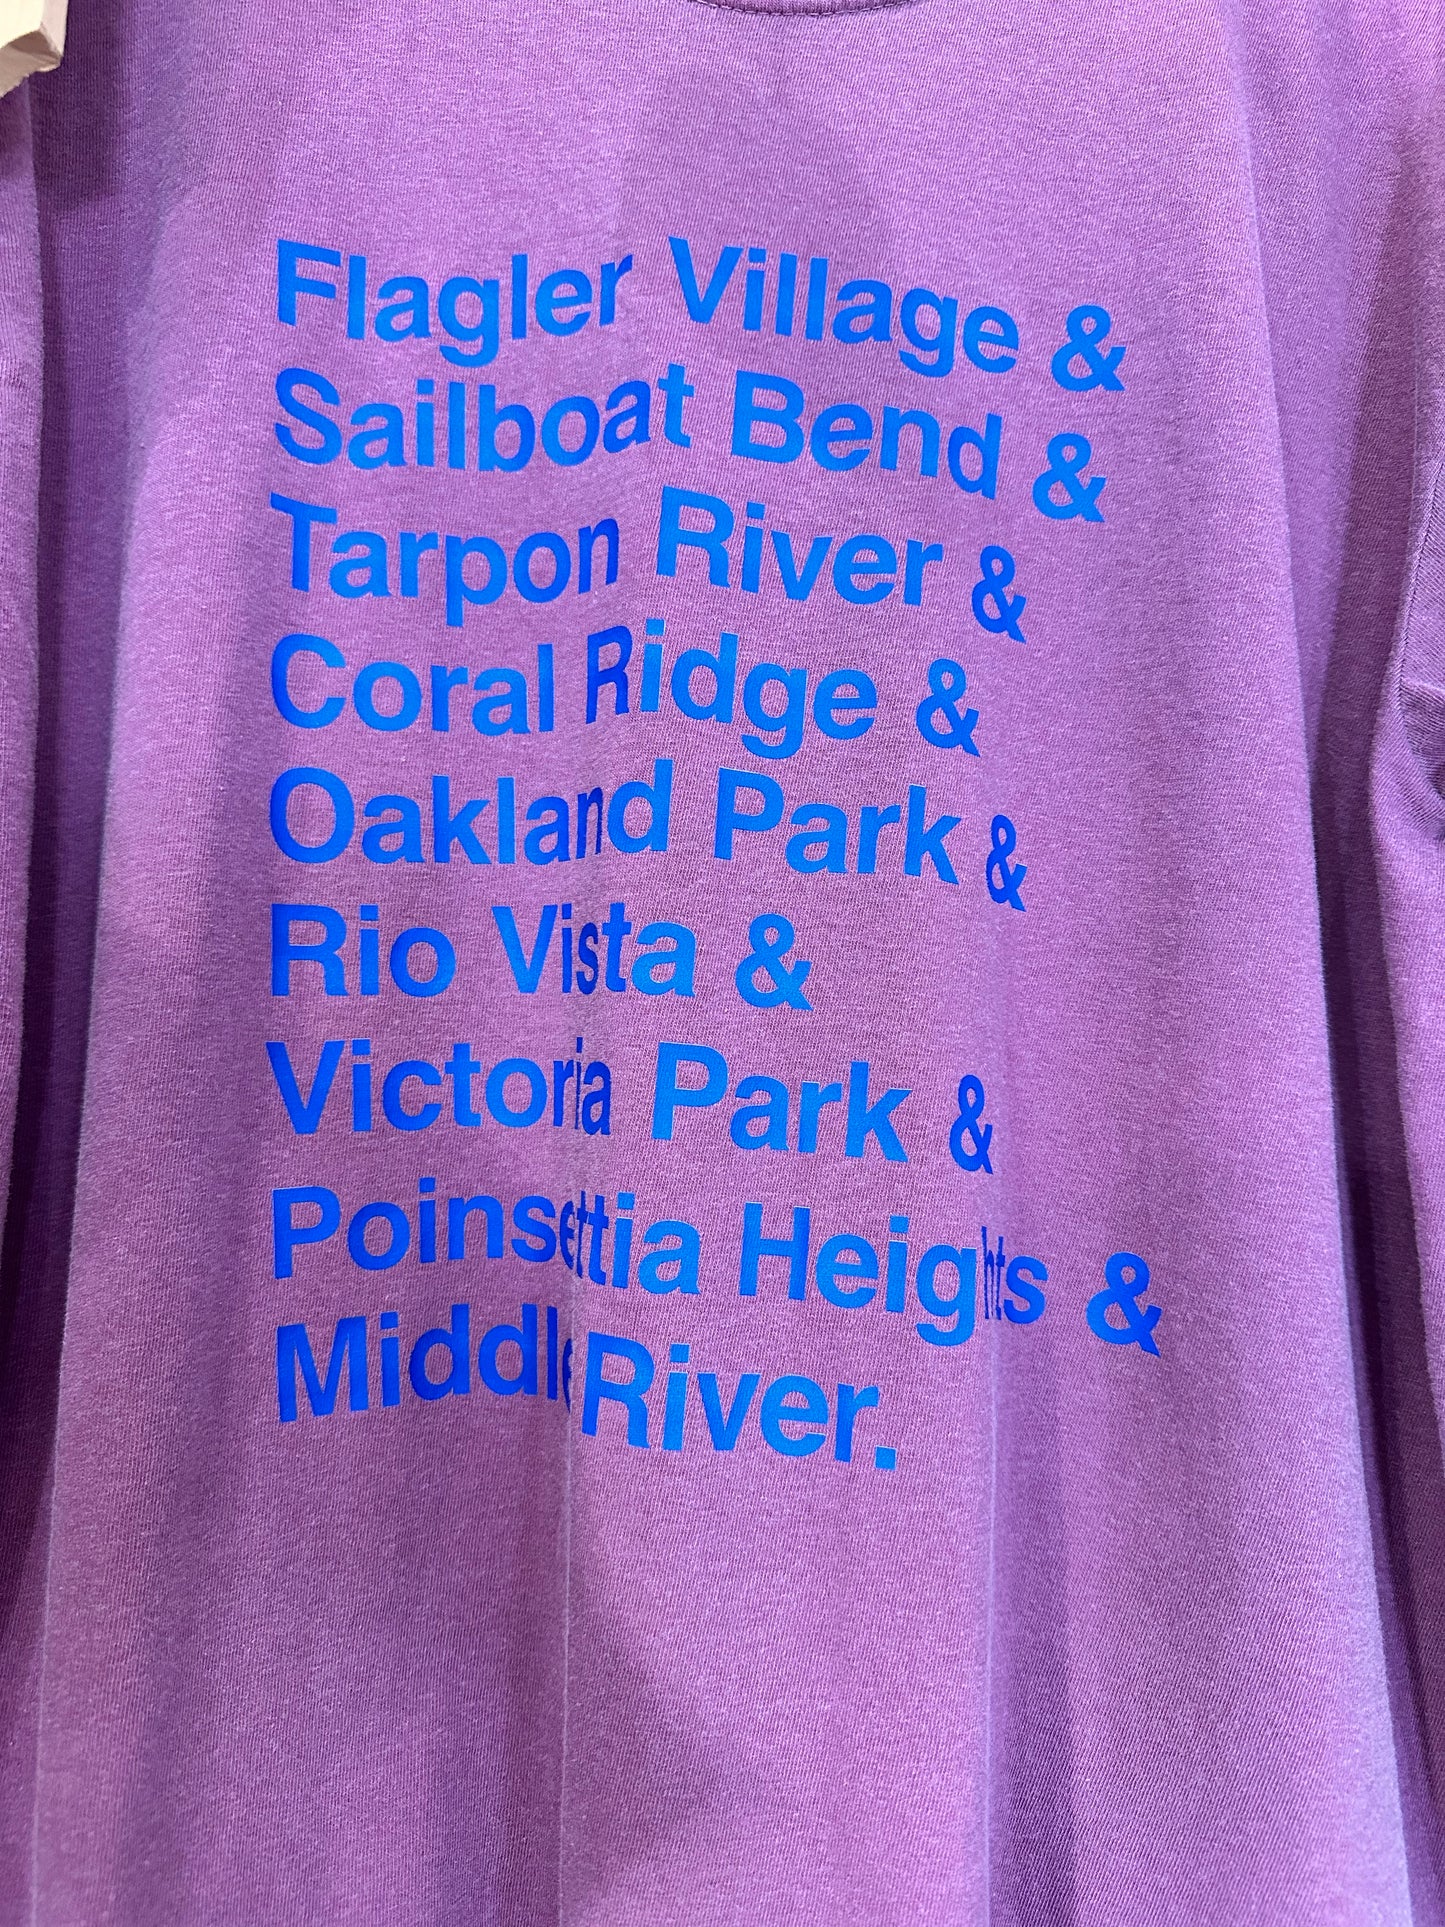 Flagler Village &
Sailboat Bend &
Tarpon River &
Coral Ridge &
Oakland Park &
Rio Vista &
Victoria Park &
Poinsettia Heights &
Middle River.